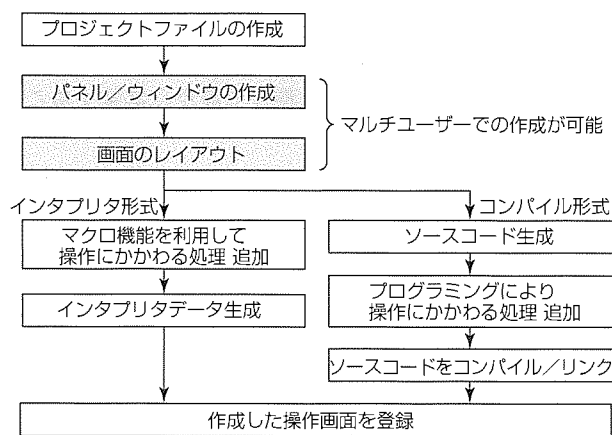 プロジェクトファイルの作成
パネル／ウィンドウの作成
マルチユーザーでの作成が可能
画面のレイアウト
インタプリタ形式
マクロ機能を利用して
操作にかかわる処理 追加
インタプリタデータ生成
コンパイル形式
ソースコード生成
プログラミングにより
操作にかかわる処理 追加
ソースコードをコンパイル／リンク
作成した操作画面を登録